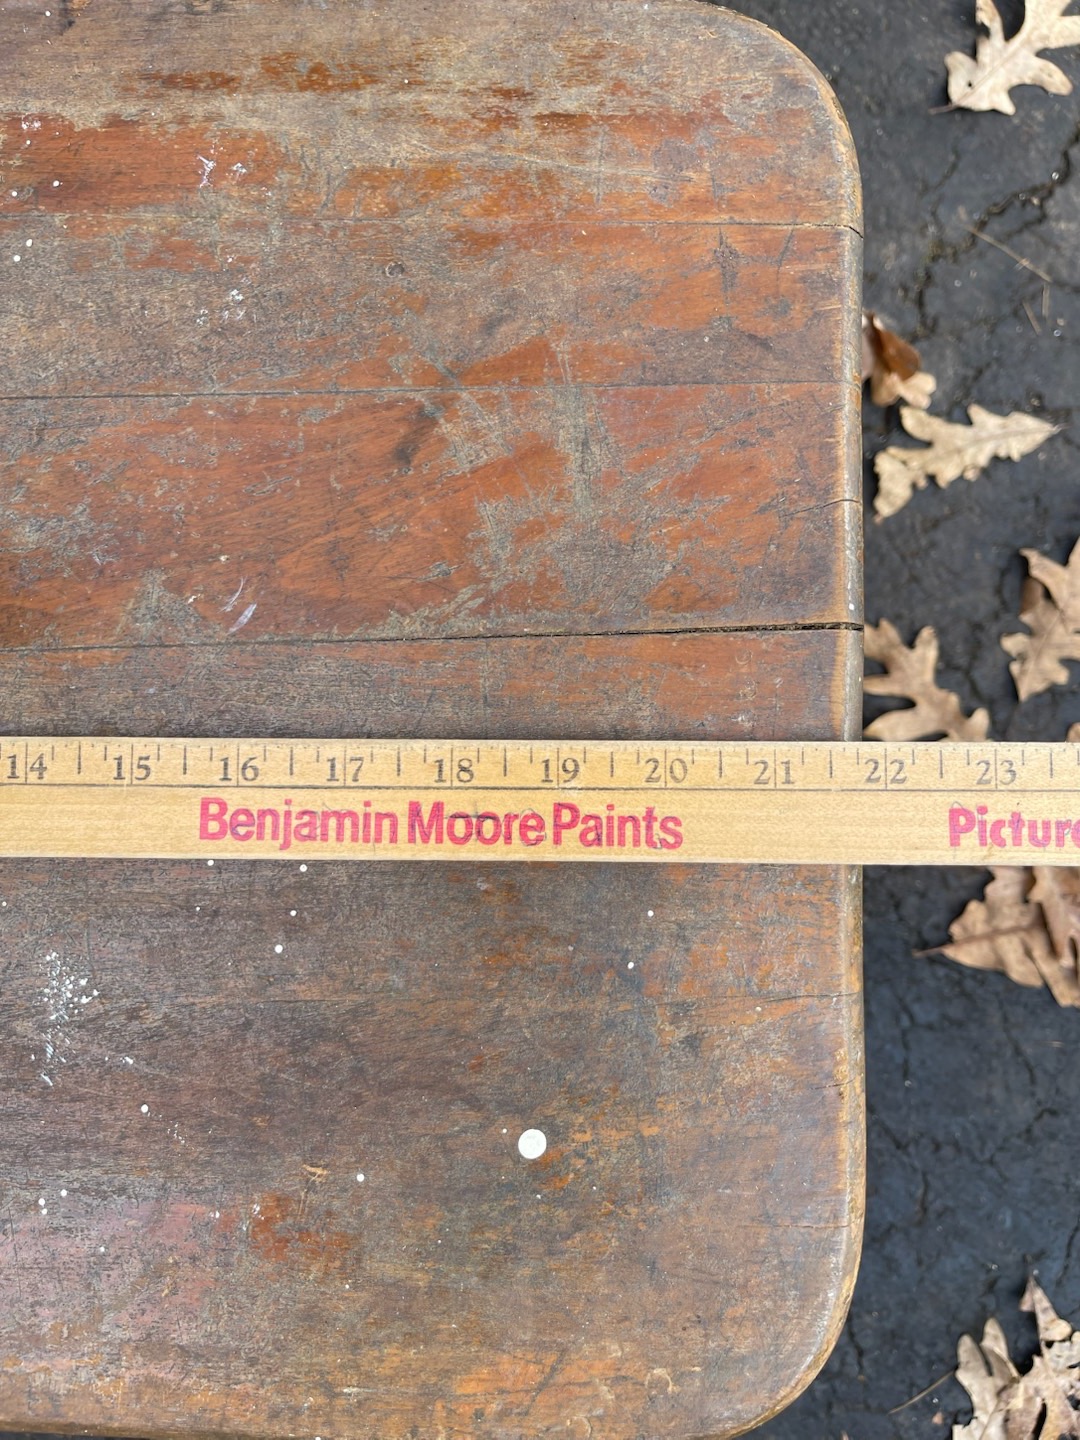 14 15 16 17 18 19 20 21 22 23
Benjamin Moore Paints Picture